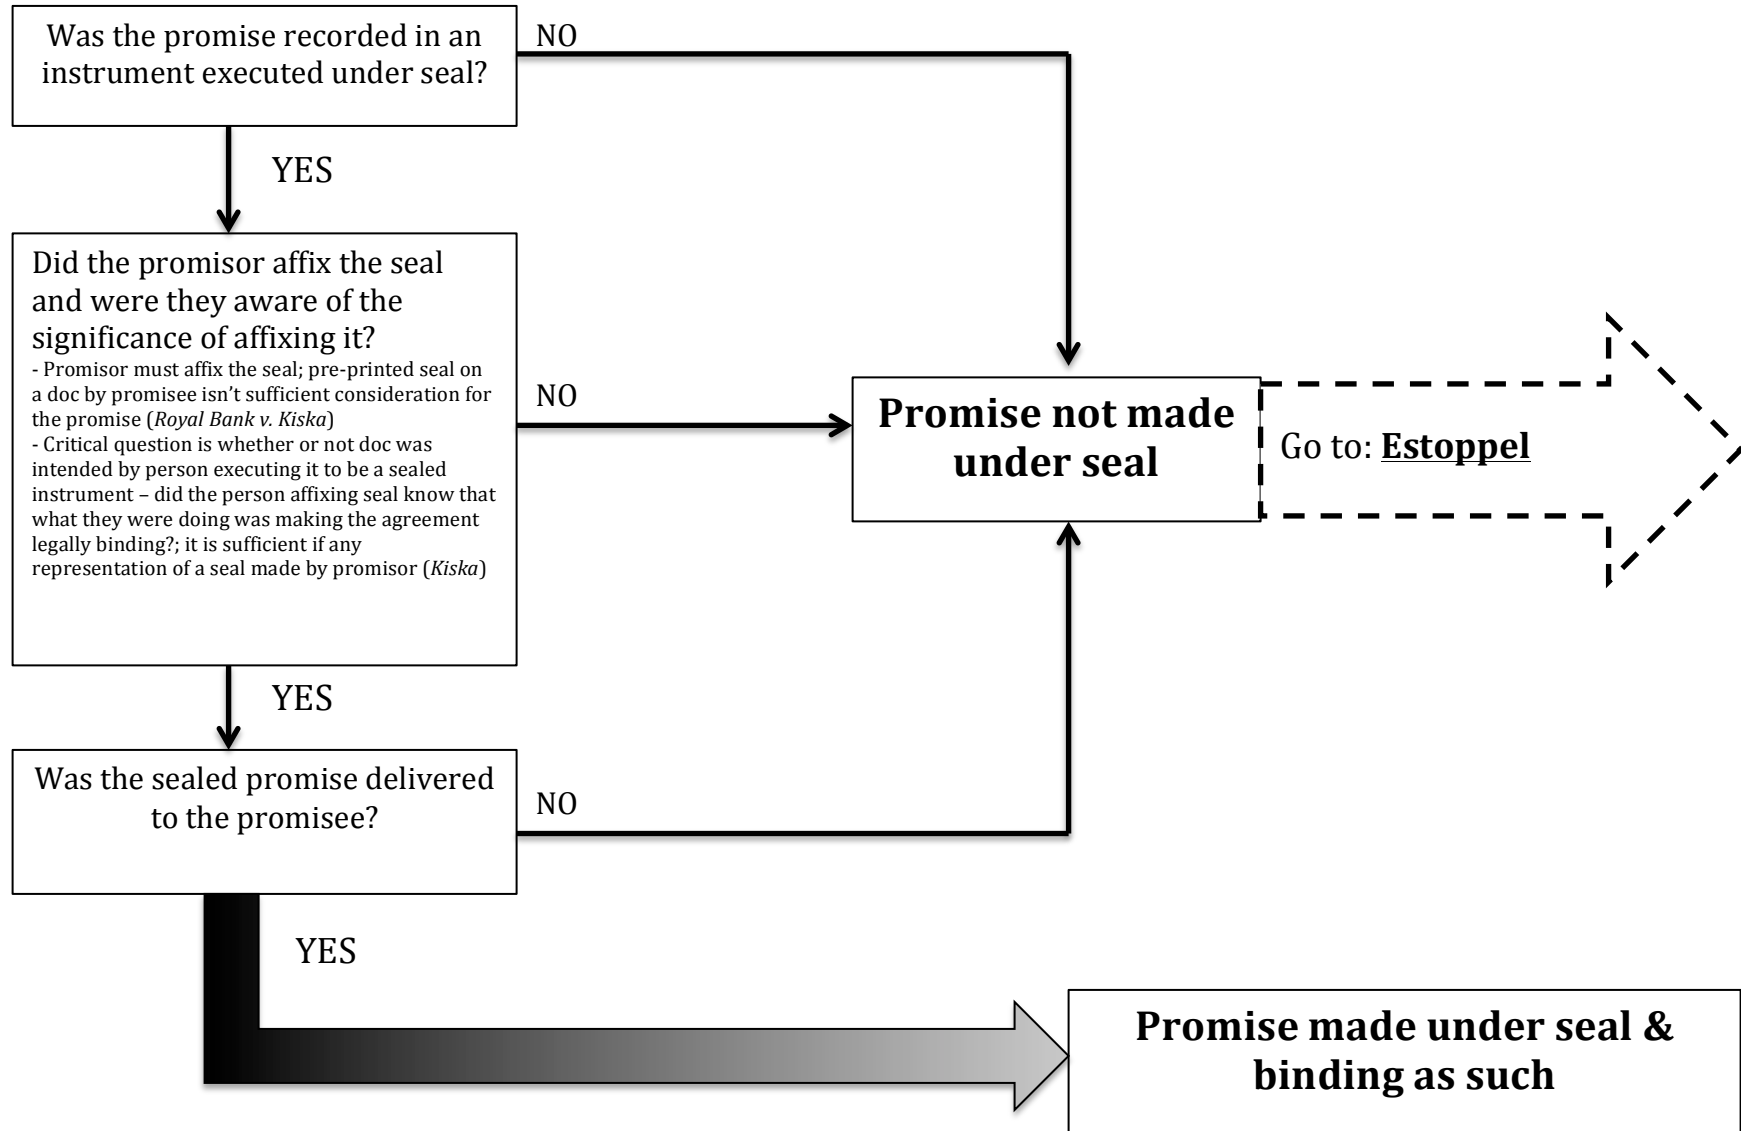 Was the promise recorded in an
instrument executed under seal?
NO
YES
Did the promisor affix the seal
and were they aware of the
significance of affixing it?
- Promisor must affix the seal; pre-printed seal on
a doc by promisee isn’t sufficient consideration for
the promise (Royal Bank v. Kiska)
- Critical question is whether or not doc was
intended by person executing it to be a sealed
instrument – did the person affixing seal know that
what they were doing was making the agreement
legally binding?; it is sufficient if any
representation of a seal made by promisor (Kiska)
NO
Promise not made
under seal
Go to: Estoppel
YES
Was the sealed promise delivered
to the promisee?
NO
YES
Promise made under seal &
binding as such